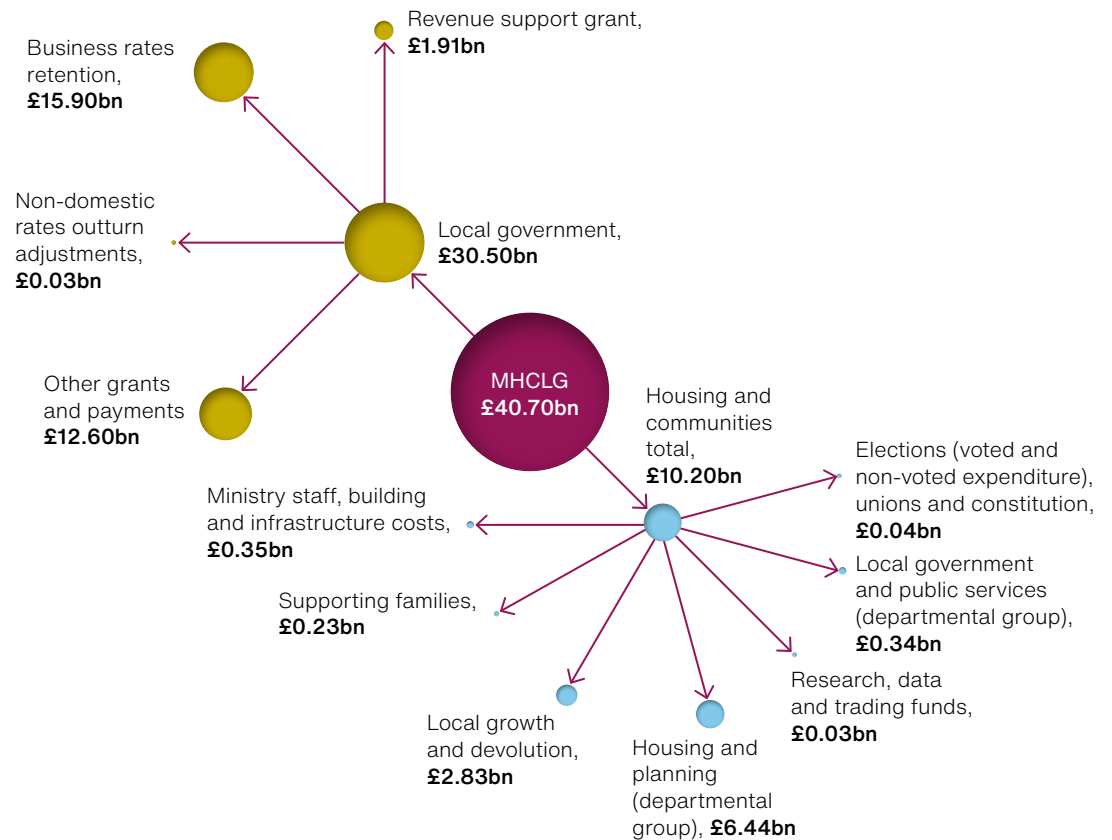 Revenue support grant,
£1.91bn
Business rates
retention,
£15.90bn
Non-domestic
rates outturn
adjustments,
£0.03bn
Local government,
£30.50bn
Other grants
and payments
£12.60bn
MHCLG
£40.70bn
Housing and
communities
total,
£10.20bn
Elections (voted and
non-voted expenditure),
unions and constitution,
£0.04bn
Ministry staff, building
and infrastructure costs,
£0.35bn
Local government
and public services
(departmental group),
£0.34bn
Supporting families,
£0.23bn
Research, data
and trading funds,
£0.03bn
Local growth
and devolution,
£2.83bn
Housing and
planning
(departmental
group), £6.44bn